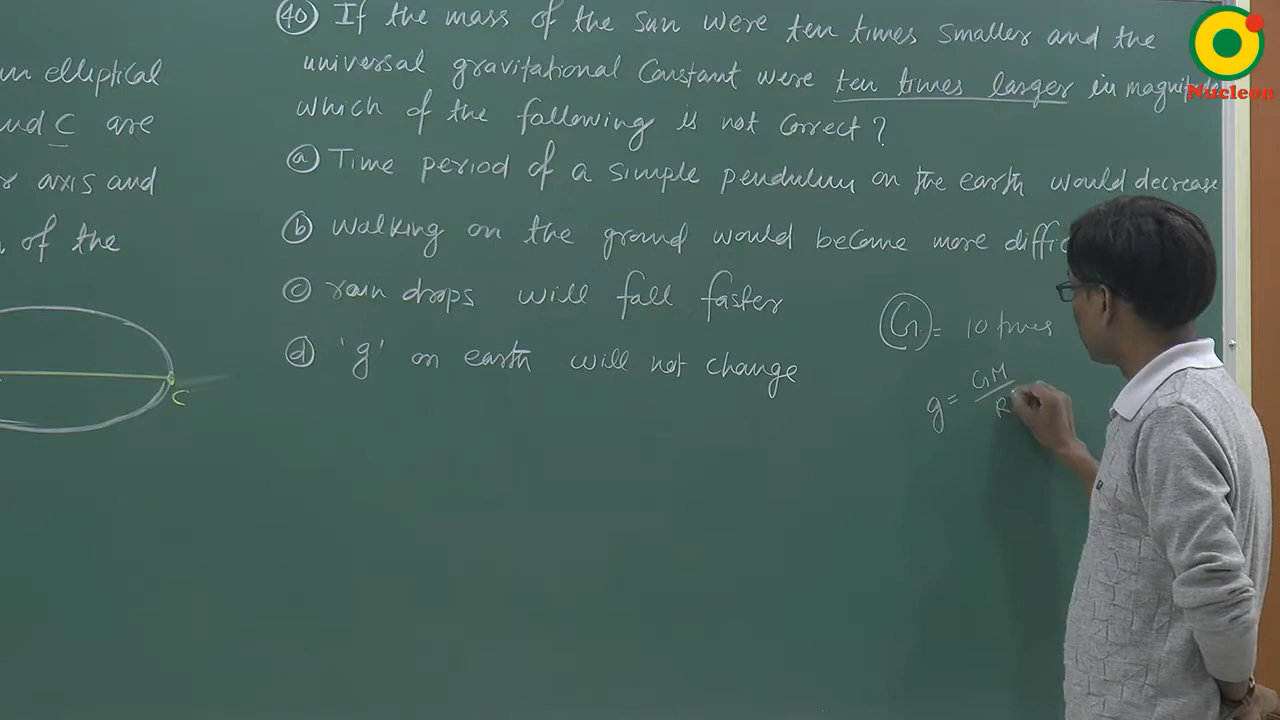 40 If the mass of the sun were ten times smaller and the
universal gravitational Constant were ten times larger in
which of the following is not correct?
a Time period of a simple pendulum on the earth would decrease
b Walking on the ground would become more
c rain drops will fall faster
d 'g' on earth will not change
elliptical
and C are
axis and
of the
C
G = 10 times
g = GM/R
Nucleon